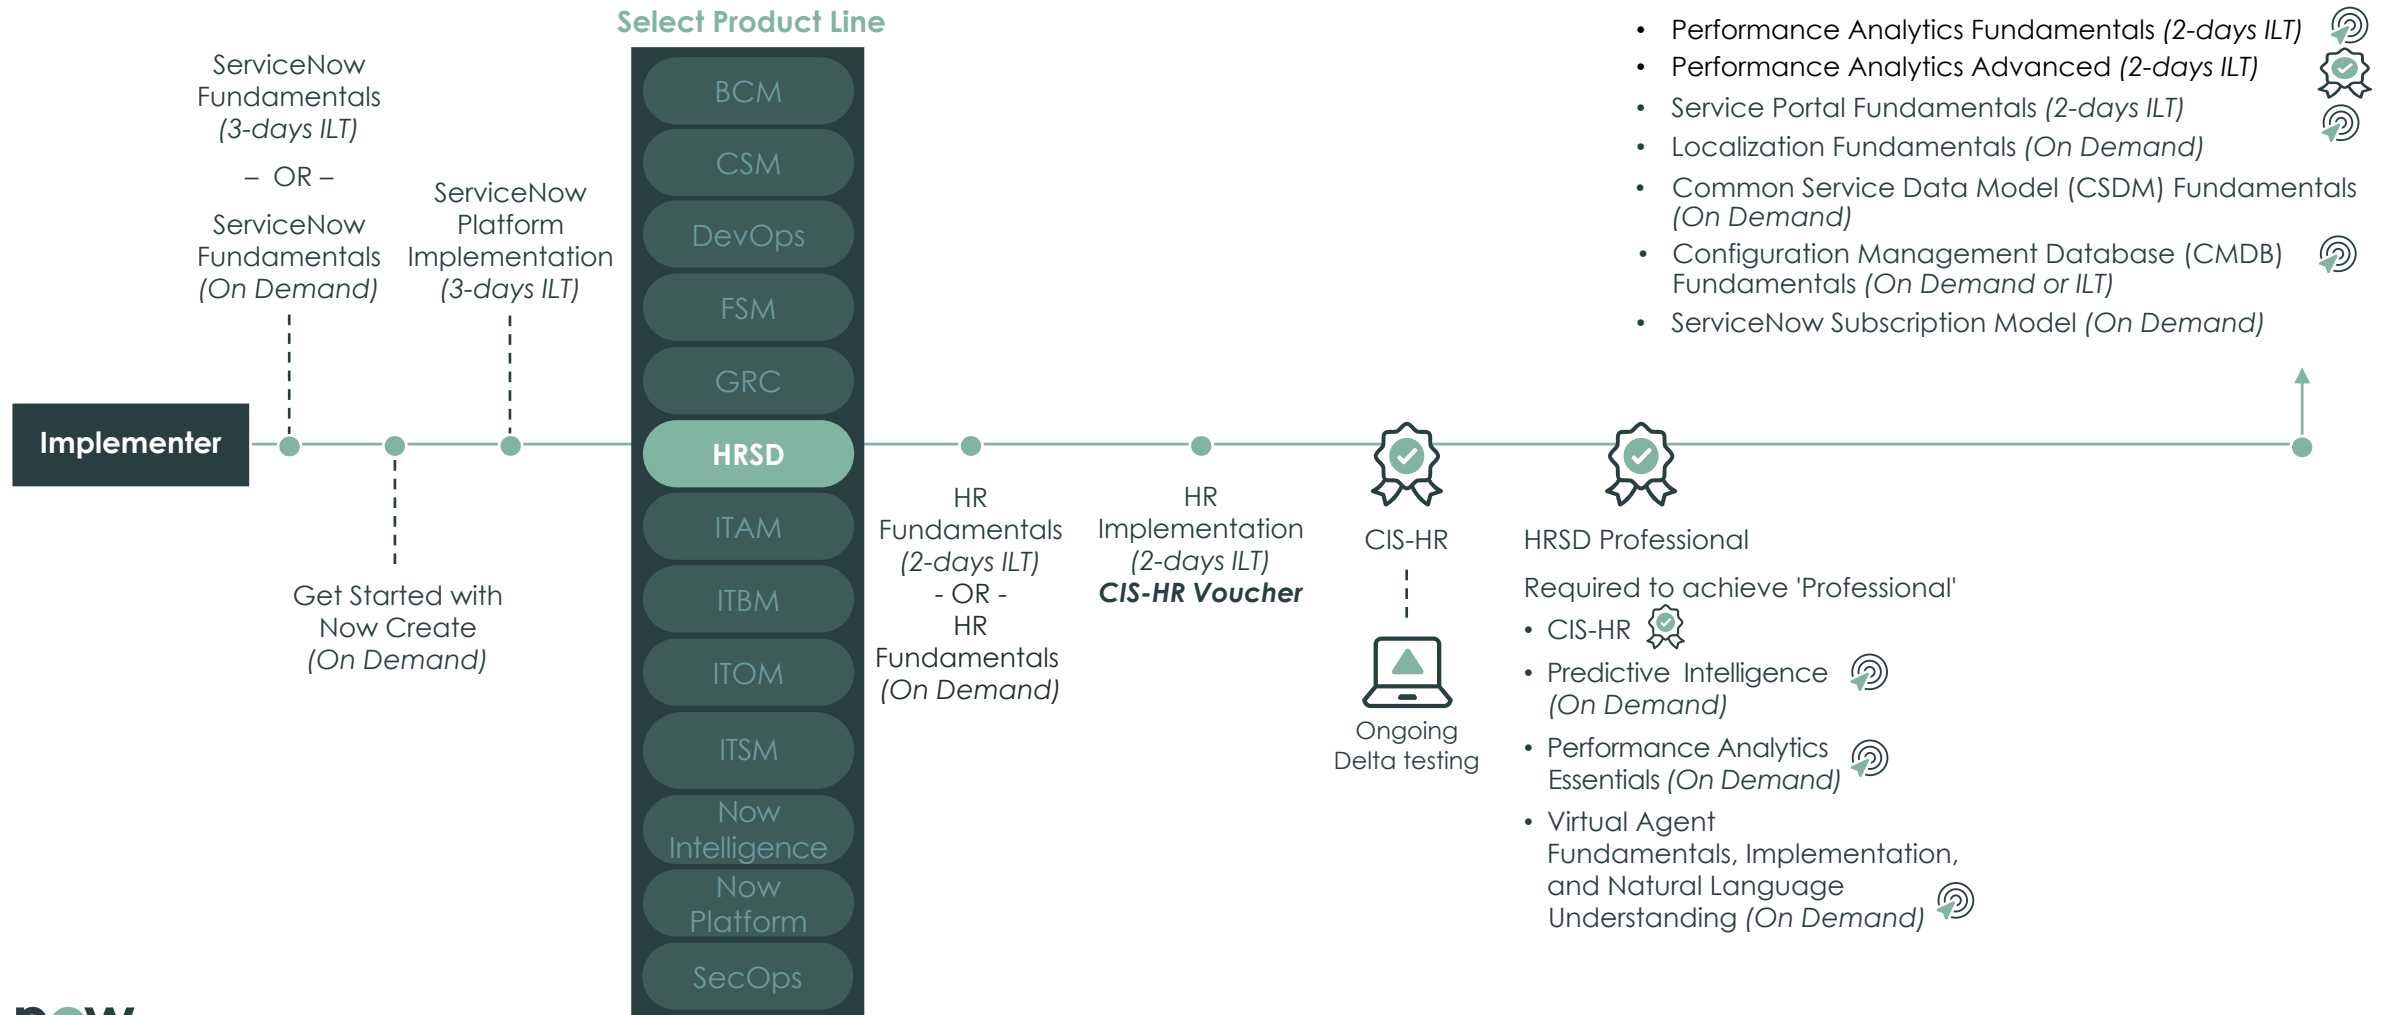 Select Product Line
ServiceNow
Fundamentals
(3-days ILT)
– OR –
ServiceNow
Fundamentals
(On Demand)
ServiceNow
Platform
Implementation
(3-days ILT)
Implementer
Get Started with
Now Create
(On Demand)
BCM
CSM
DevOps
FSM
GRC
HRSD
ITAM
ITBM
ITOM
ITSM
Now
Intelligence
Now
Platform
SecOps
HR
Fundamentals
(2-days ILT)
- OR -
HR
Fundamentals
(On Demand)
HR
Implementation
(2-days ILT)
CIS-HR Voucher
CIS-HR
Ongoing
Delta testing
HRSD Professional
Required to achieve 'Professional'
• CIS-HR
• Predictive Intelligence
(On Demand)
• Performance Analytics
Essentials (On Demand)
• Virtual Agent
Fundamentals, Implementation,
and Natural Language
Understanding (On Demand)
• Performance Analytics Fundamentals (2-days ILT)
• Performance Analytics Advanced (2-days ILT)
• Service Portal Fundamentals (2-days ILT)
• Localization Fundamentals (On Demand)
• Common Service Data Model (CSDM) Fundamentals
(On Demand)
• Configuration Management Database (CMDB)
Fundamentals (On Demand or ILT)
• ServiceNow Subscription Model (On Demand)
now